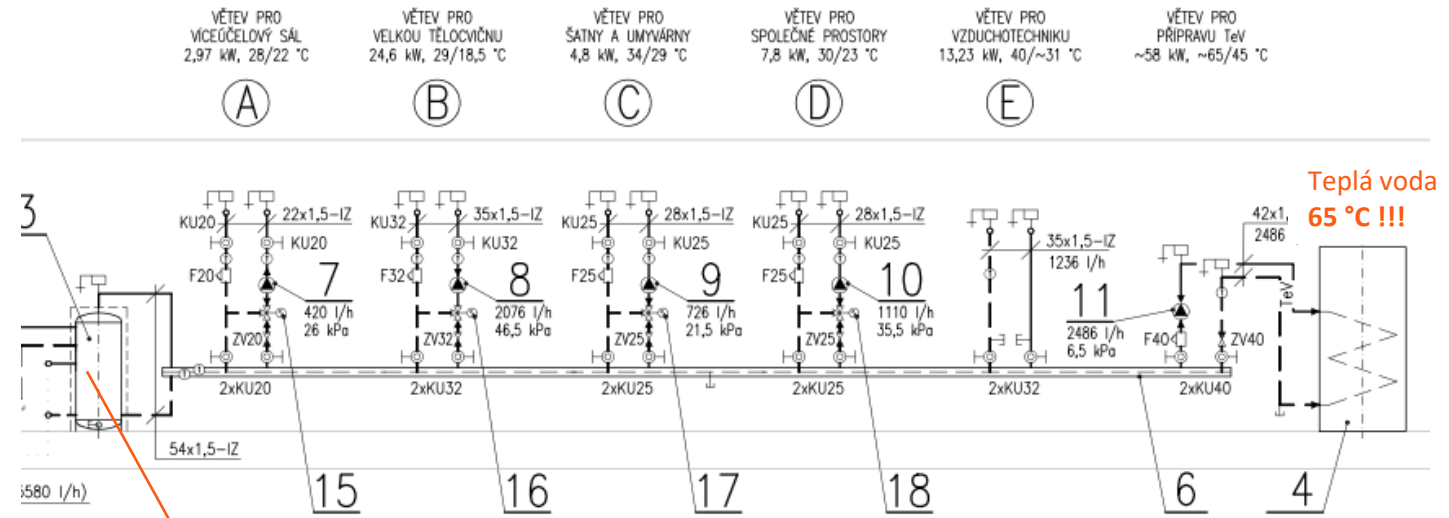 VĚTEV PRO
VÍCEÚČELOVÝ SÁL
2,97 kW, 28/22 °C
A
VĚTEV PRO
VELKOU TĚLOCVIČNU
24,6 kW, 29/18,5 °C
B
VĚTEV PRO
ŠATNY A UMYVÁRNY
4,8 kW, 34/29 °C
C
VĚTEV PRO
SPOLEČNÉ PROSTORY
7,8 kW, 30/23 °C
D
VĚTEV PRO
VZDUCHOTECHNIKU
13,23 kW, 40/~31 °C
E
VĚTEV PRO
PŘÍPRAVU TeV
~58 kW, ~65/45 °C
Teplá voda
65 °C !!!
3
KU20
22x1,5-IZ
KU20
F20
7
420 l/h
26 kPa
ZV20
2xKU20
KU32
35x1,5-IZ
KU32
F32
8
2076 l/h
46,5 kPa
ZV32
2xKU32
KU25
28x1,5-IZ
KU25
F25
9
726 l/h
21,5 kPa
ZV25
2xKU25
KU25
28x1,5-IZ
KU25
F25
10
1110 l/h
35,5 kPa
ZV25
2xKU25
35x1,5-IZ
1236 l/h
2xKU32
11
2486 l/h
6,5 kPa
F40
ZV40
2xKU40
42x1,
2486
TeV
54x1,5-IZ
5580 l/h)
15
16
17
18
6
4